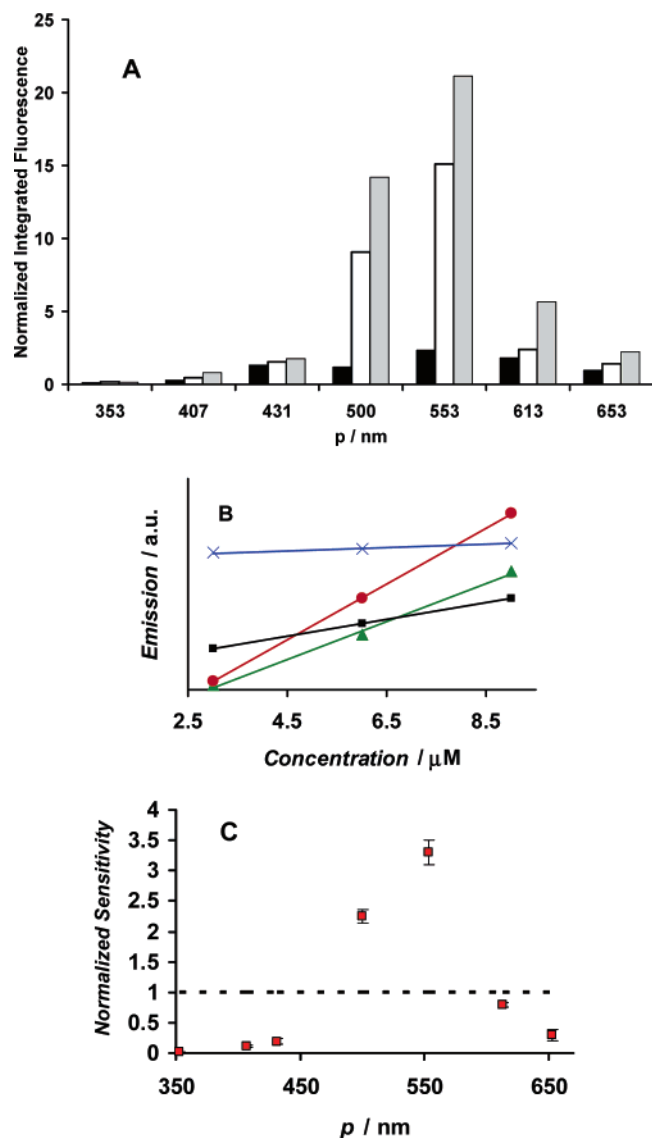 A
Normalized Integrated Fluorescence
25
20
15
10
5
0
353 407 431 500 553 613 653
p / nm
B
Emission / a.u.
2.5 4.5 6.5 8.5
Concentration / μM
C
Normalized Sensitivity
4
3.5
3
2.5
2
1.5
1
0.5
0
350 450 550 650
p / nm